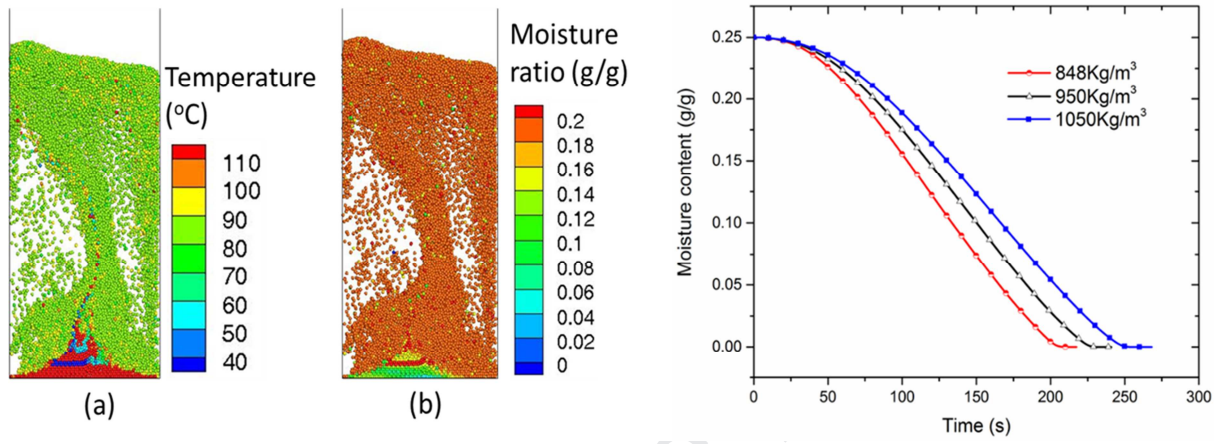 Temperature
(oC)
110
100
90
80
70
60
50
40
(a)
Moisture
ratio (g/g)
0.2
0.18
0.16
0.14
0.12
0.1
0.08
0.06
0.04
0.02
0
(b)
Moisture content (g/g)
0.25
0.20
0.15
0.10
0.05
0.00
848Kg/m³
950Kg/m³
1050Kg/m³
0 50 100 150 200 250 300
Time (s)